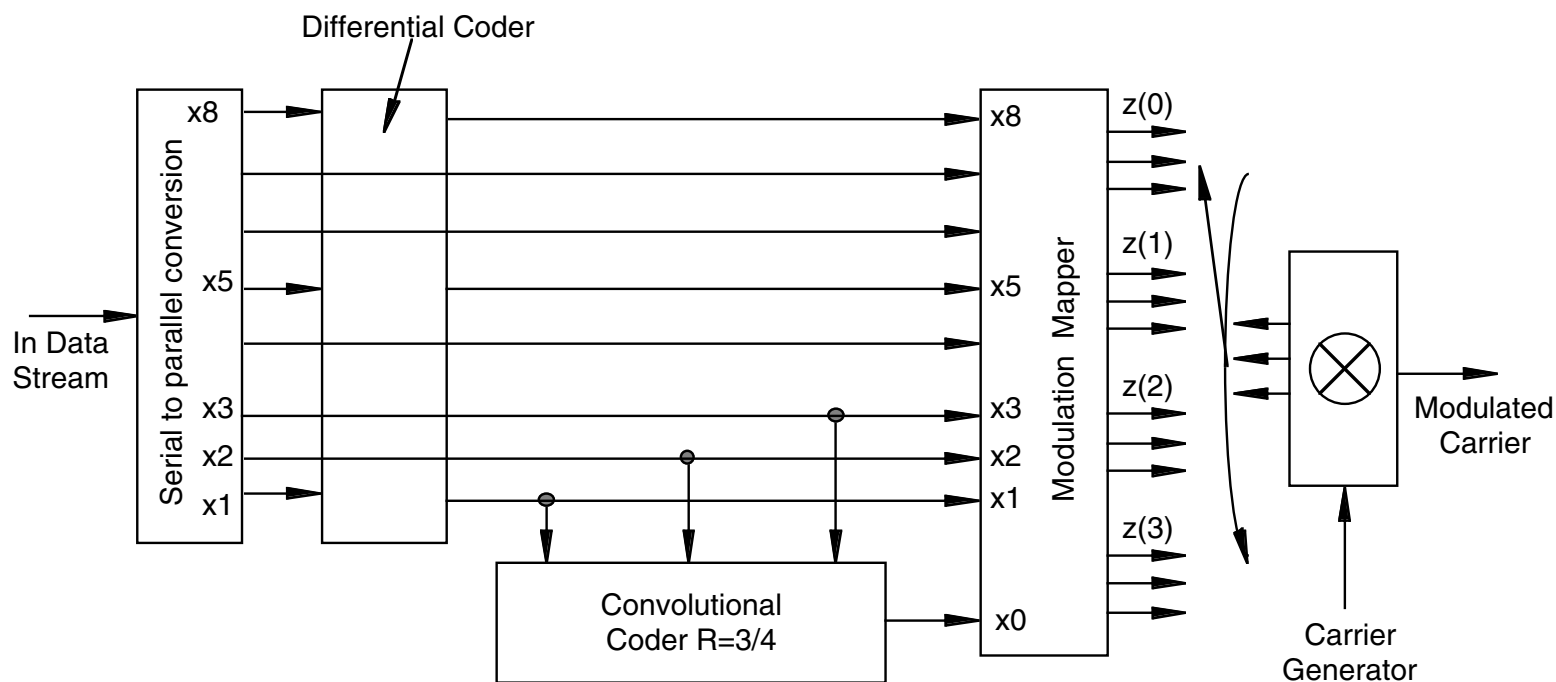 Differential Coder
Serial to parallel conversion
x8
x5
x3
x2
x1
In Data
Stream
Modulation Mapper
x8
x5
x3
x2
x1
x0
Convolutional
Coder R=3/4
z(0)
z(1)
z(2)
z(3)
Modulated
Carrier
Carrier
Generator